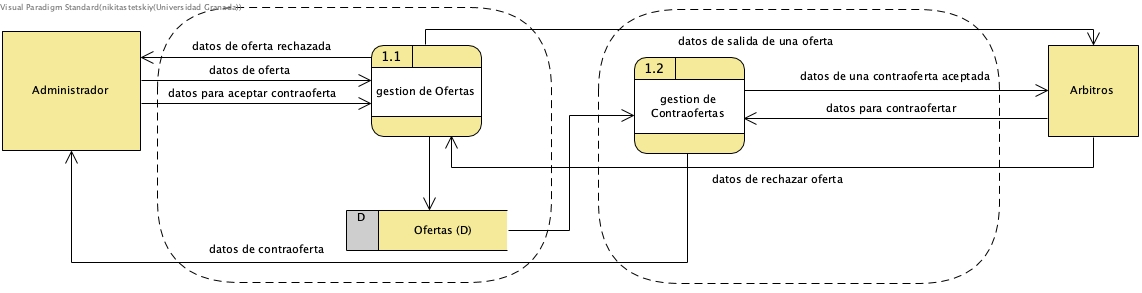 Visual Paradigm Standard(nikitastetskiy(Universidad Granada))
datos de oferta rechazada
datos de oferta
datos para aceptar contraoferta
Administrador
1.1
gestion de Ofertas
datos de salida de una oferta
1.2
gestion de
Contraofertas
datos de una contraoferta aceptada
datos para contraofertar
Arbitros
datos de rechazar oferta
D
Ofertas (D)
datos de contraoferta